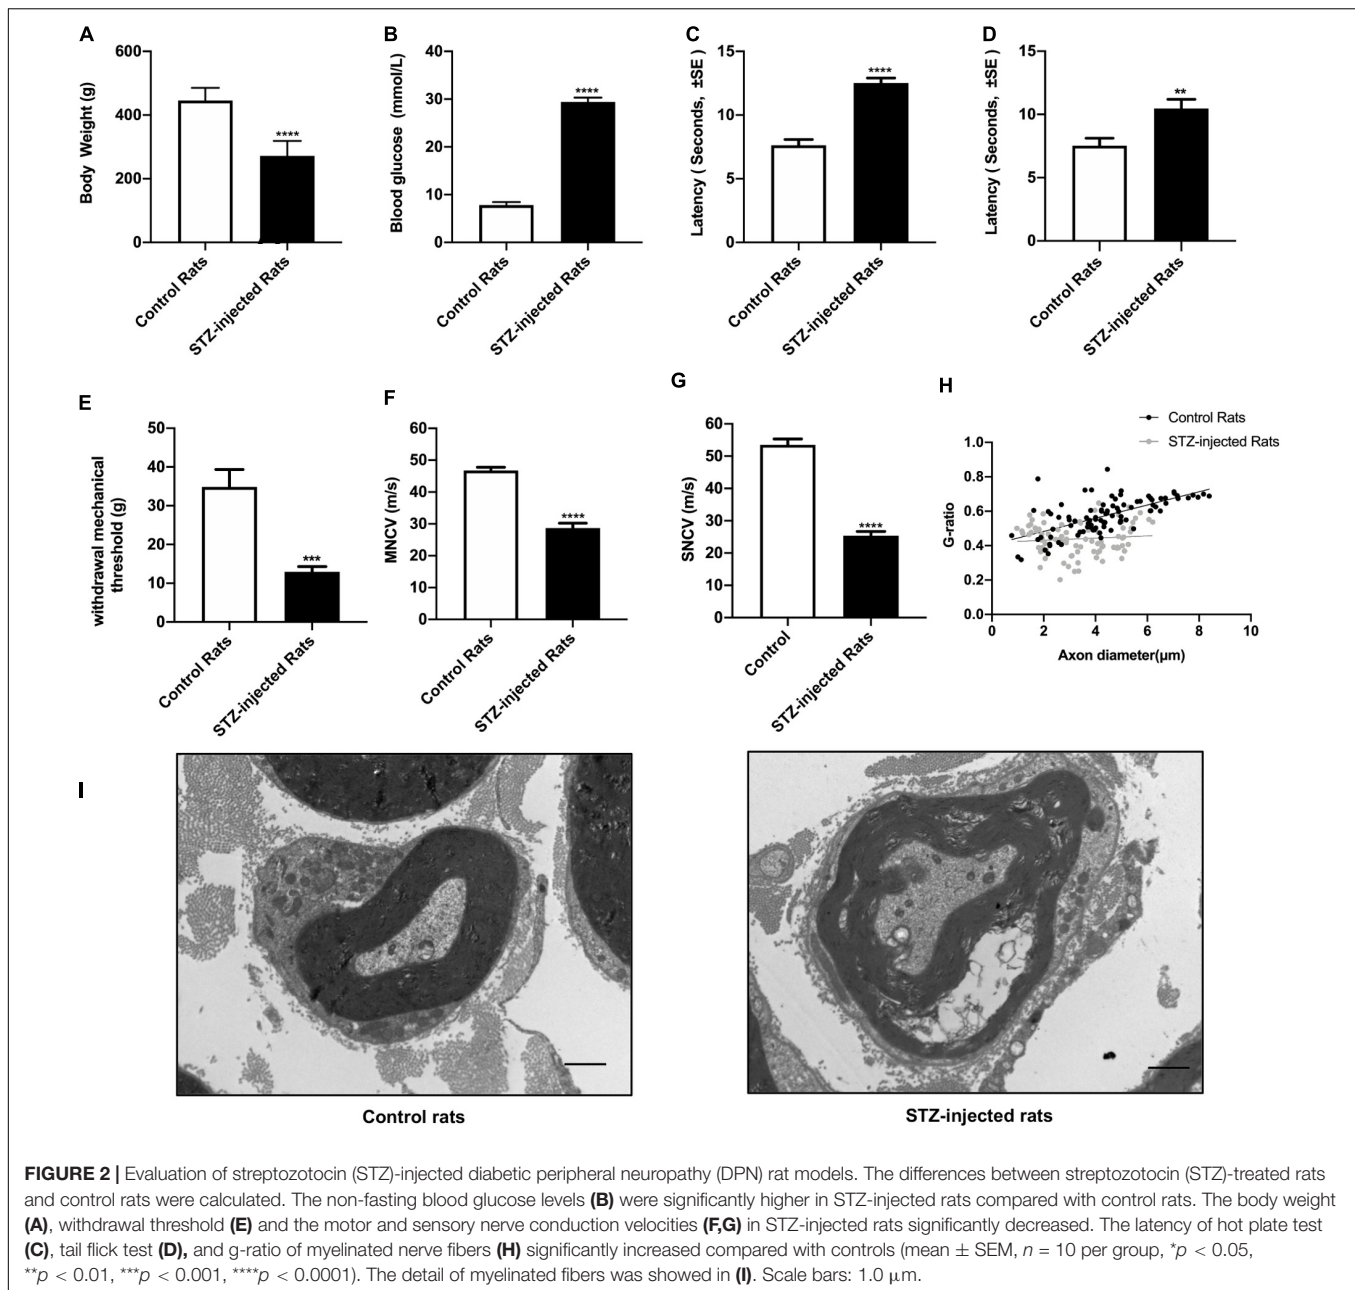 A
Body Weight (g)
600
400
200
0
****
Control Rats
STZ-injected Rats
B
Blood glucose (mmol/L)
40
30
20
10
0
****
Control Rats
STZ-injected Rats
C
Latency ( Seconds, ±SE )
15
10
5
0
****
Control Rats
STZ-injected Rats
D
Latency ( Seconds, ±SE )
15
10
5
0
**
Control Rats
STZ-injected Rats
E
withdrawal mechanical
threshold (g)
50
40
30
20
10
0
***
Control Rats
STZ-injected Rats
F
MNCV (m/s)
60
50
40
30
20
10
0
****
Control Rats
STZ-injected Rats
G
SNCV (m/s)
60
50
40
30
20
10
0
****
Control
STZ-injected Rats
H
Control Rats
STZ-injected Rats
G-ratio
1.0
0.8
0.6
0.4
0.2
0.0
0 2 4 6 8 10
Axon diameter(μm)
I
Control rats
STZ-injected rats
FIGURE 2 | Evaluation of streptozotocin (STZ)-injected diabetic peripheral neuropathy (DPN) rat models. The differences between streptozotocin (STZ)-treated rats
and control rats were calculated. The non-fasting blood glucose levels (B) were significantly higher in STZ-injected rats compared with control rats. The body weight
(A), withdrawal threshold (E) and the motor and sensory nerve conduction velocities (F,G) in STZ-injected rats significantly decreased. The latency of hot plate test
(C), tail flick test (D), and g-ratio of myelinated nerve fibers (H) significantly increased compared with controls (mean ± SEM, n = 10 per group, *p < 0.05,
**p < 0.01, ***p < 0.001, ****p < 0.0001). The detail of myelinated fibers was showed in (I). Scale bars: 1.0 μm.